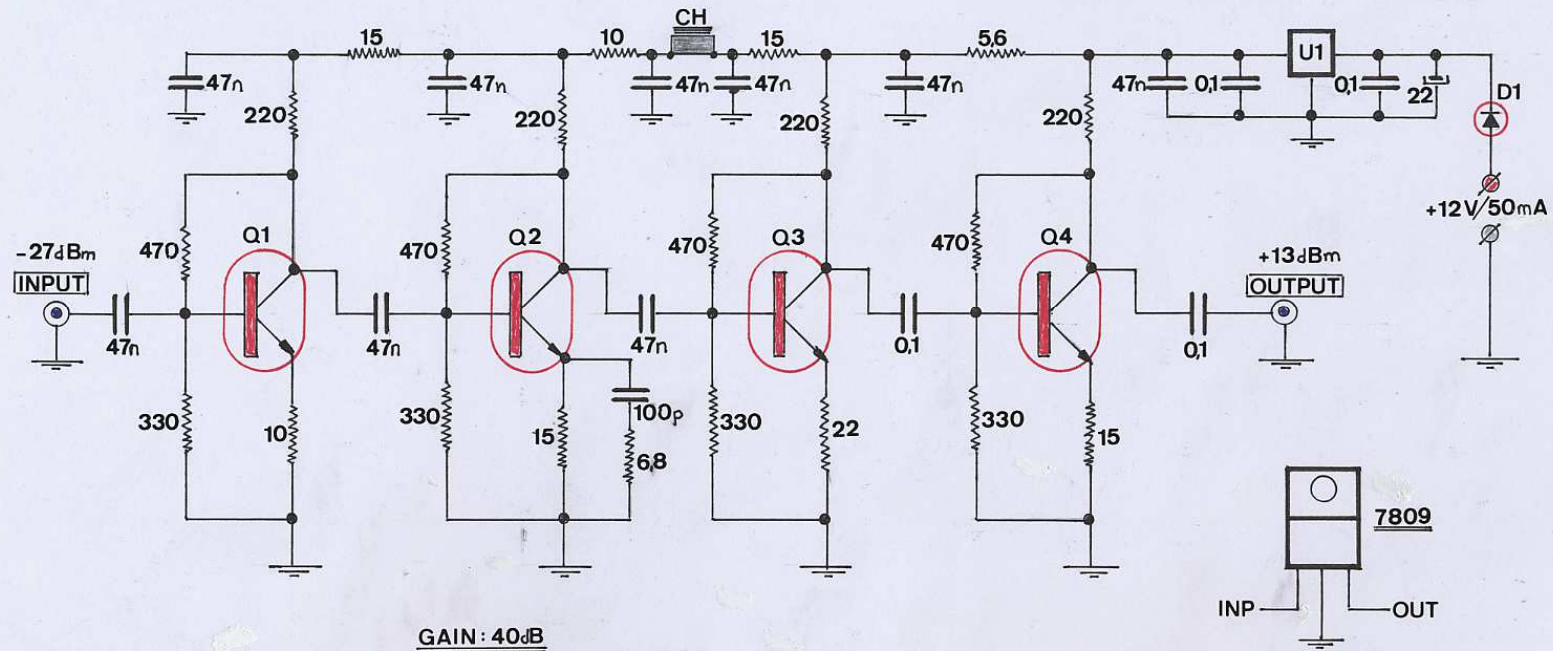 CH
15
10
15
5,6
U1
47n
47n
47n
47n
47n
47n
0,1
0,1
22
D1
220
220
220
220
+12V/50mA
Q1
Q2
Q3
Q4
470
470
470
470
-27dBm
INPUT
+13dBm
OUTPUT
47n
47n
47n
0,1
0,1
330
10
330
15
100p
6,8
330
22
330
15
7809
INP
OUT
GAIN: 40dB